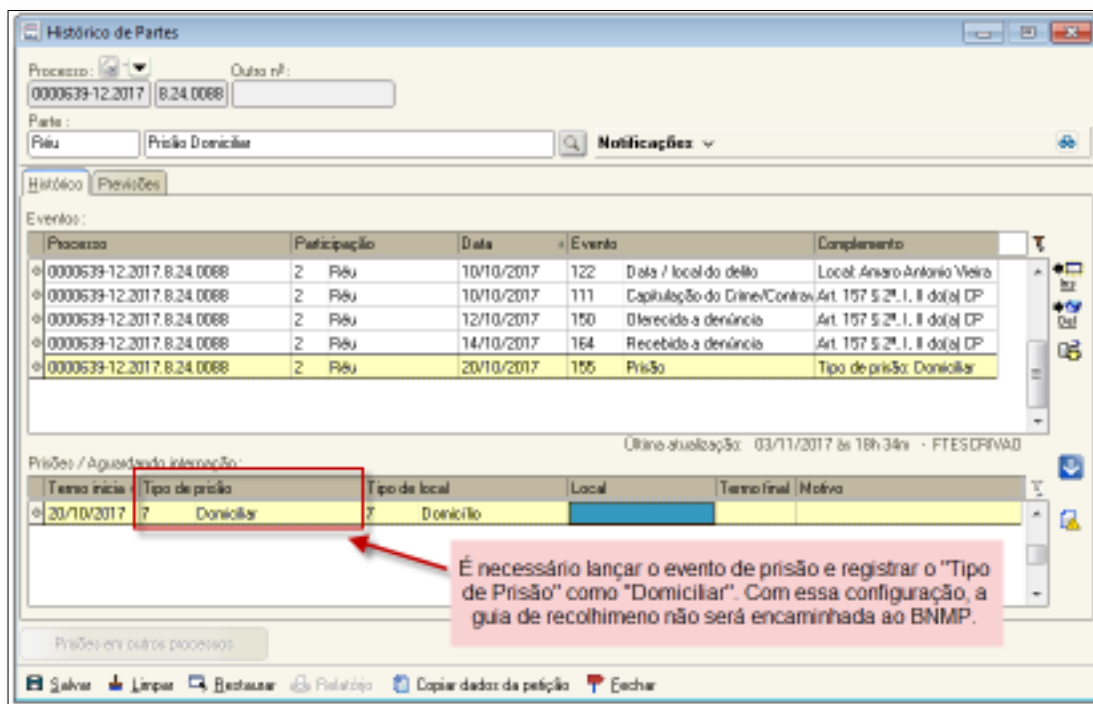 Histórico de Partes
Processo: Outro nº:
0000639-12.2017 8.24.0088
Parte:
Réu Prisão Domiciliar Notificações
Histórico Previsões
Eventos:
Processo Participação Data Evento Complemento
0000639-12.2017.8.24.0088 2 Réu 10/10/2017 122 Data / local do delito Local: Amaro Antonio Vieira
0000639-12.2017.8.24.0088 2 Réu 10/10/2017 111 Capitulação do Crime/Contrav Art. 157 § 2º, I, II do(a) CP
0000639-12.2017.8.24.0088 2 Réu 12/10/2017 150 Oferecida a denúncia Art. 157 § 2º, I, II do(a) CP
0000639-12.2017.8.24.0088 2 Réu 14/10/2017 164 Recebida a denúncia Art. 157 § 2º, I, II do(a) CP
0000639-12.2017.8.24.0088 2 Réu 20/10/2017 155 Prisão Tipo de prisão: Domiciliar
Última atualização: 03/11/2017 às 18h 34m - FTESCRIVAO
Prisões / Aguardando internação:
Termo inicia Tipo de prisão Tipo de local Local Termo final Motivo
20/10/2017 7 Domiciliar 7 Domicílio
É necessário lançar o evento de prisão e registrar o "Tipo
de Prisão" como "Domiciliar". Com essa configuração, a
guia de recolhimeno não será encaminhada ao BNMP.
Prisões em outros processos
Salvar Limpar Restaurar Relatório Copiar dados da petição Fechar